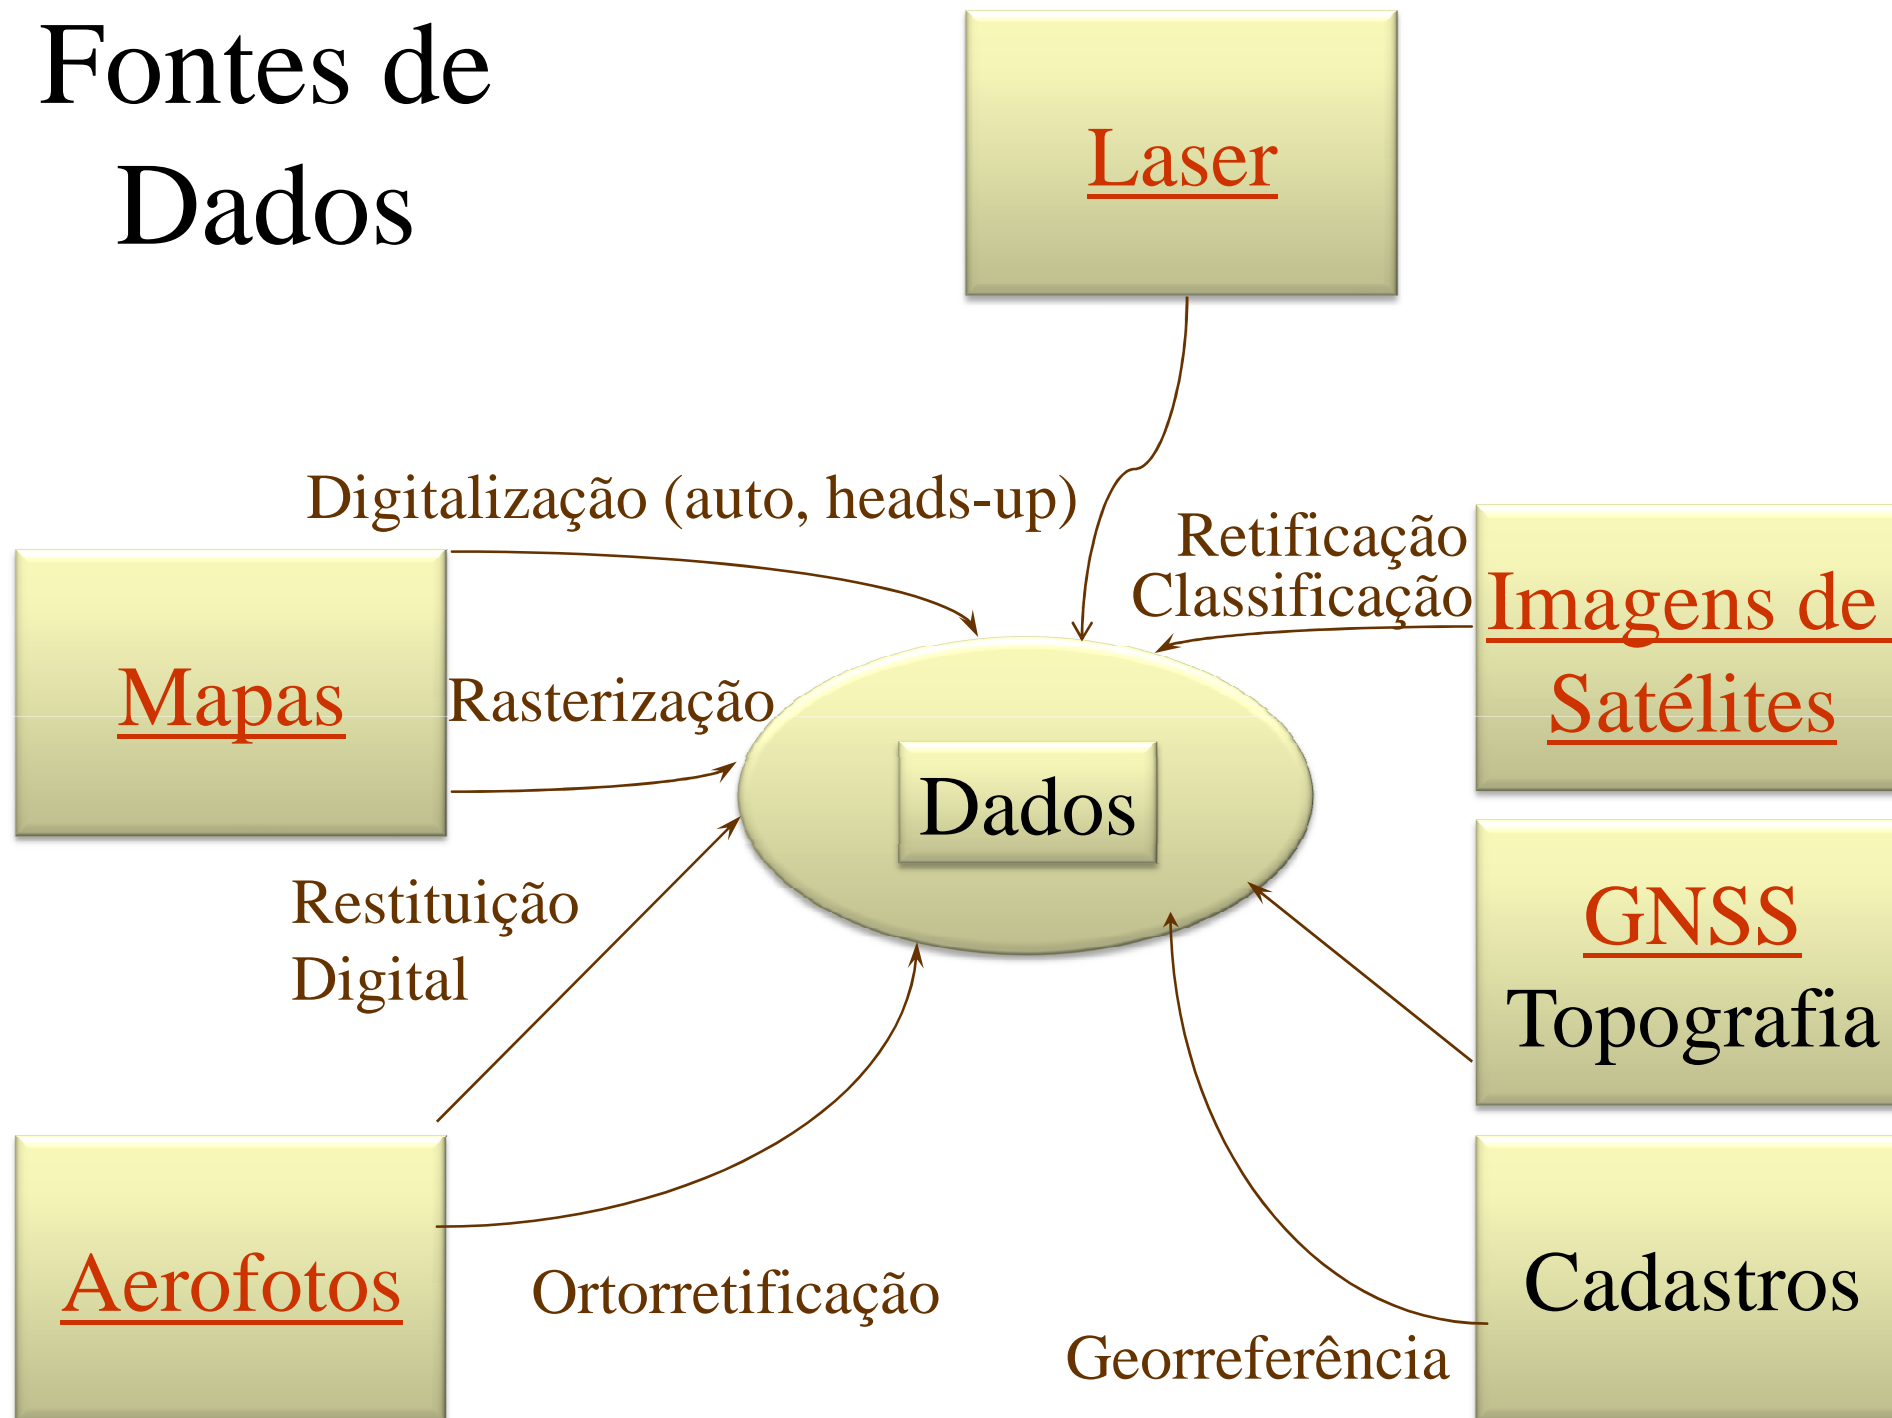 Fontes de
Dados
Laser
Digitalização (auto, heads-up)
Retificação
Classificação
Imagens de
Satélites
Mapas
Rasterização
Dados
Restituição
Digital
GNSS
Topografia
Aerofotos
Ortorretificação
Cadastros
Georreferência